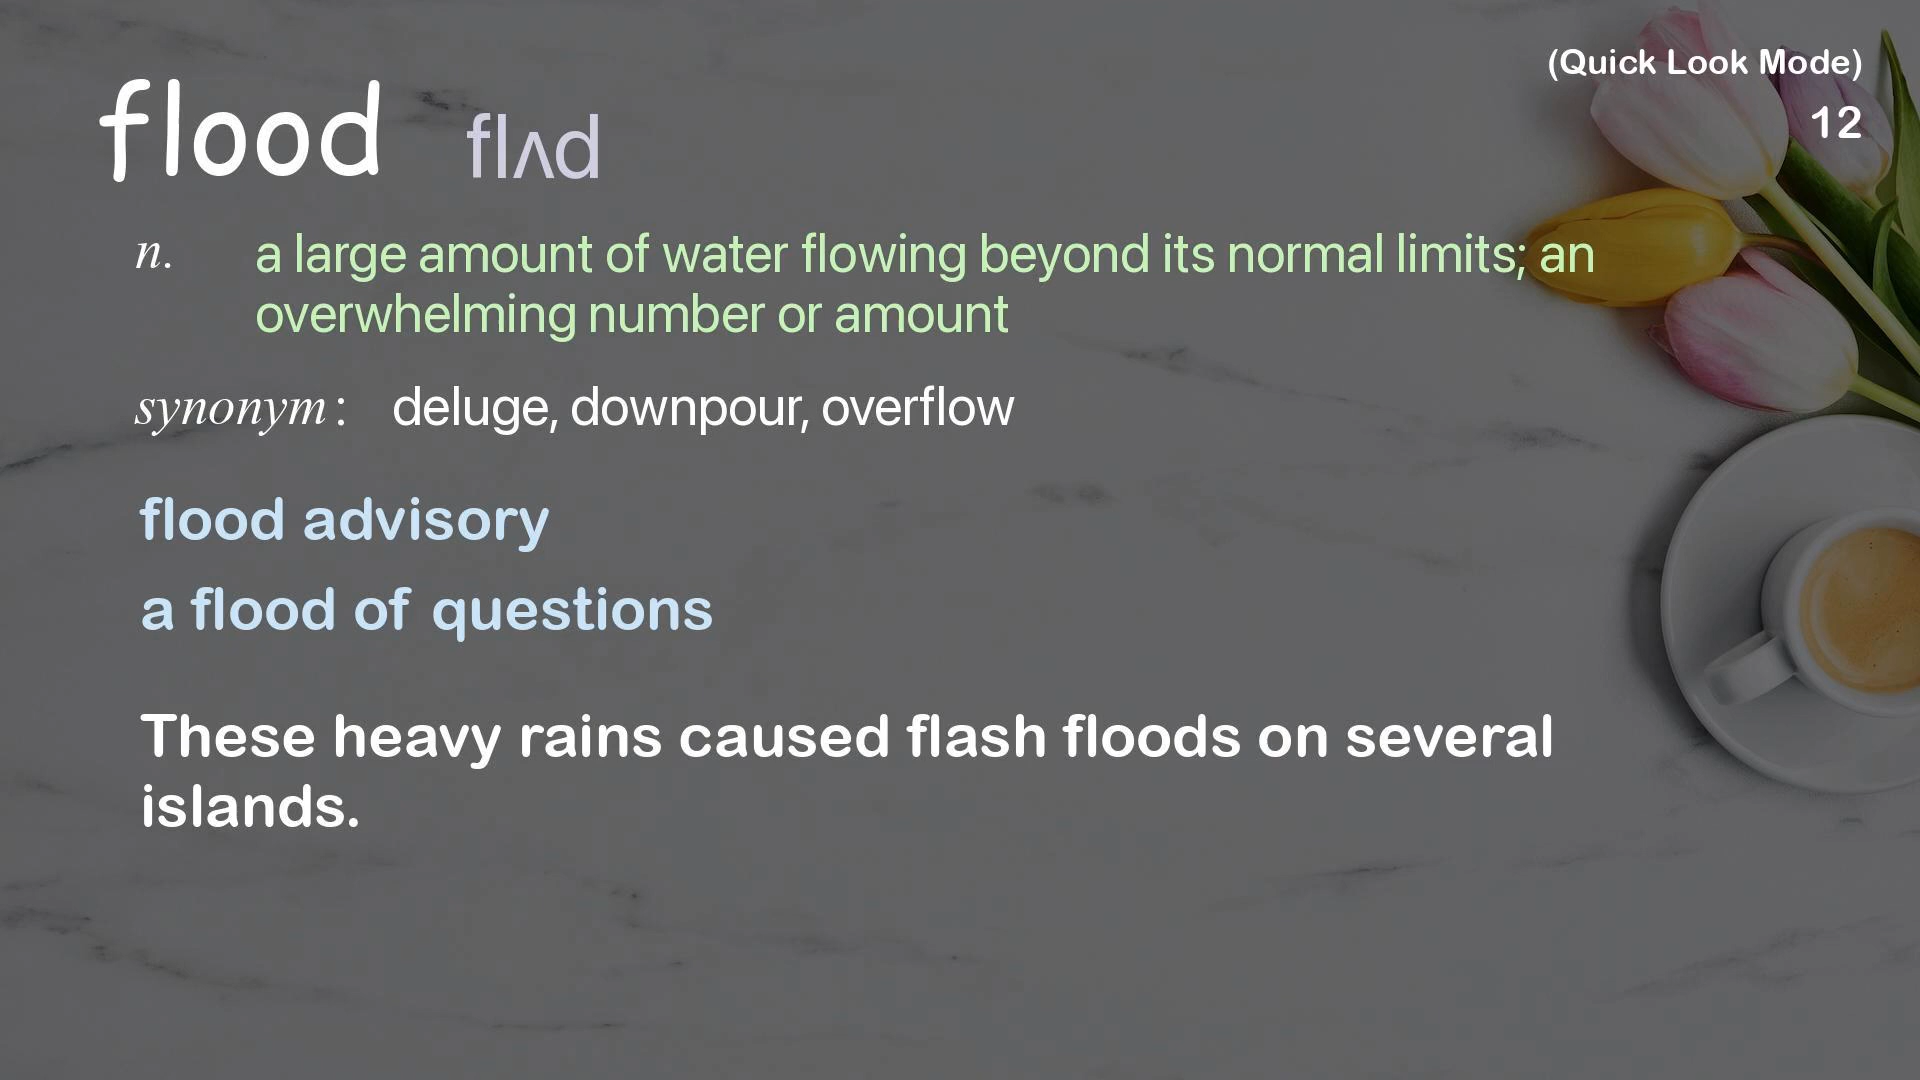 (Quick Look Mode)
12
flood flʌd
n. a large amount of water flowing beyond its normal limits; an
overwhelming number or amount
synonym: deluge, downpour, overflow
flood advisory
a flood of questions
These heavy rains caused flash floods on several
islands.